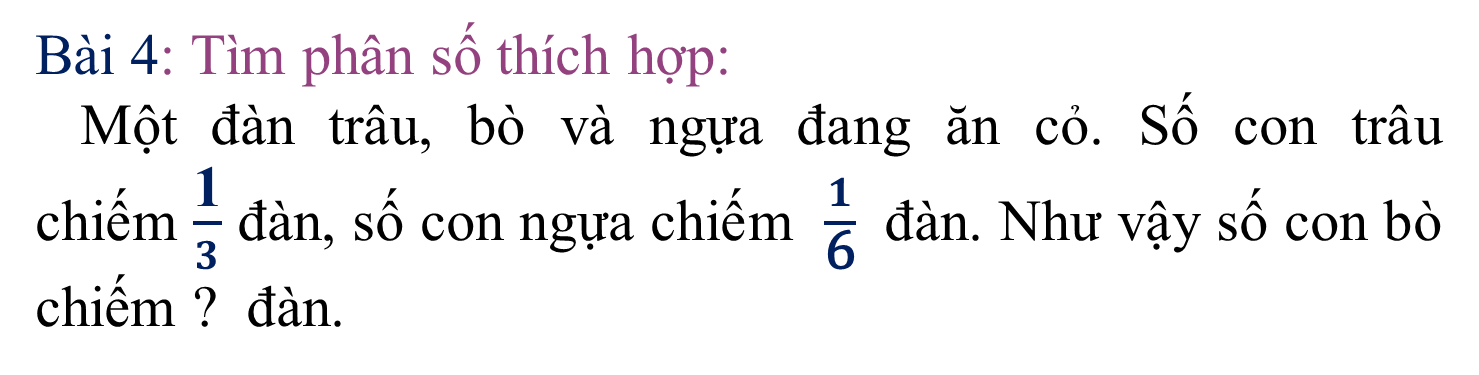 Bài 4: Tìm phân số thích hợp:
Một đàn trâu, bò và ngựa đang ăn cỏ. Số con trâu
chiếm 1/3 đàn, số con ngựa chiếm 1/6 đàn. Như vậy số con bò
chiếm ? đàn.